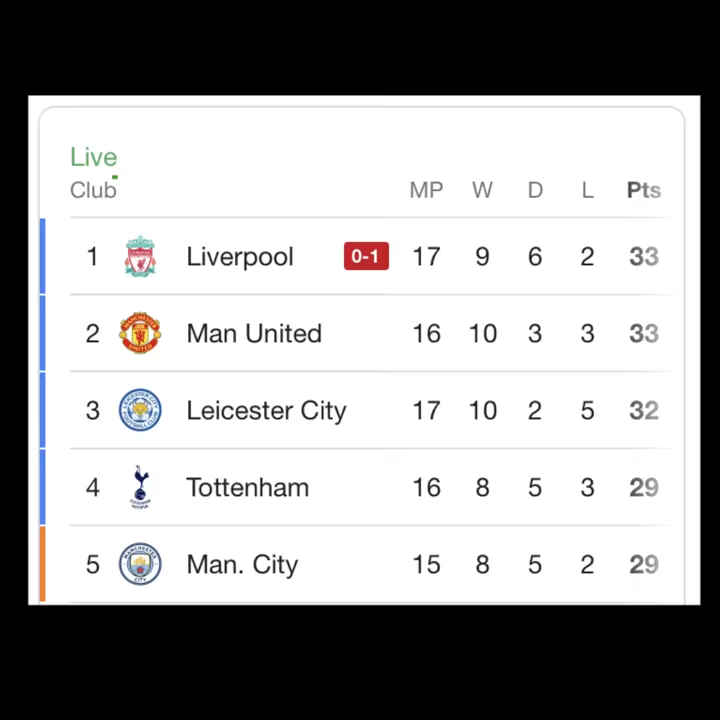 Live
Club MP W D L Pts
1 Liverpool 0-1 17 9 6 2 33
2 Man United 16 10 3 3 33
3 Leicester City 17 10 2 5 32
4 Tottenham 16 8 5 3 29
5 Man. City 15 8 5 2 29